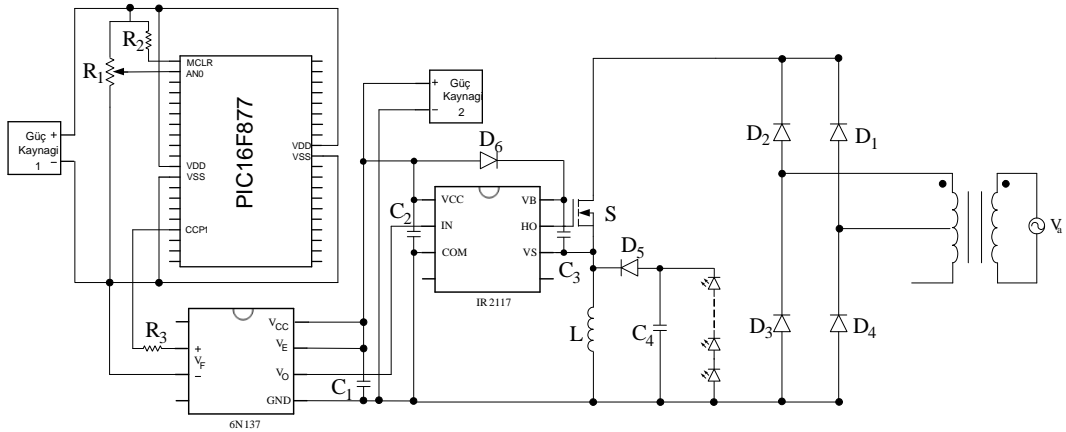 R2
R1
MCLR
AN0
PIC16F877
VDD
VSS
VDD
VSS
CCP1
Güç
Kaynagi
1
+
−
Güç
Kaynagi
2
+
−
D6
C2
VCC
IN
COM
VB
HO
VS
IR2117
C3
S
D5
L
C4
D2
D1
D3
D4
Va
R3
+
VF
−
VCC
VE
VO
GND
6N137
C1